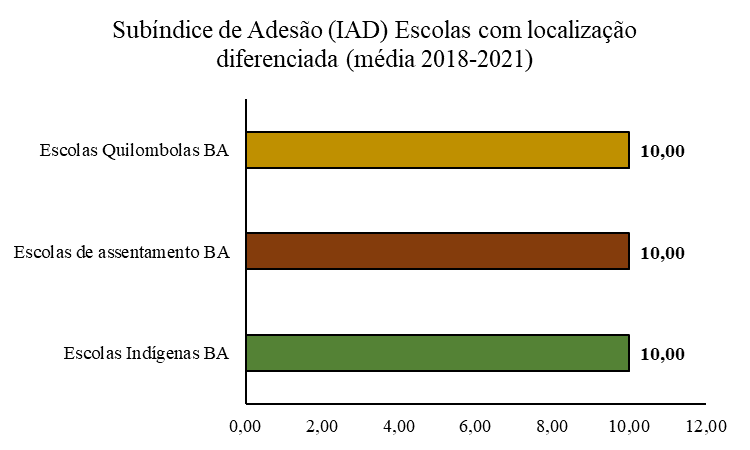 Subíndice de Adesão (IAD) Escolas com localização
diferenciada (média 2018-2021)
Escolas Quilombolas BA
10,00
Escolas de assentamento BA
10,00
Escolas Indígenas BA
10,00
0,00 2,00 4,00 6,00 8,00 10,00 12,00